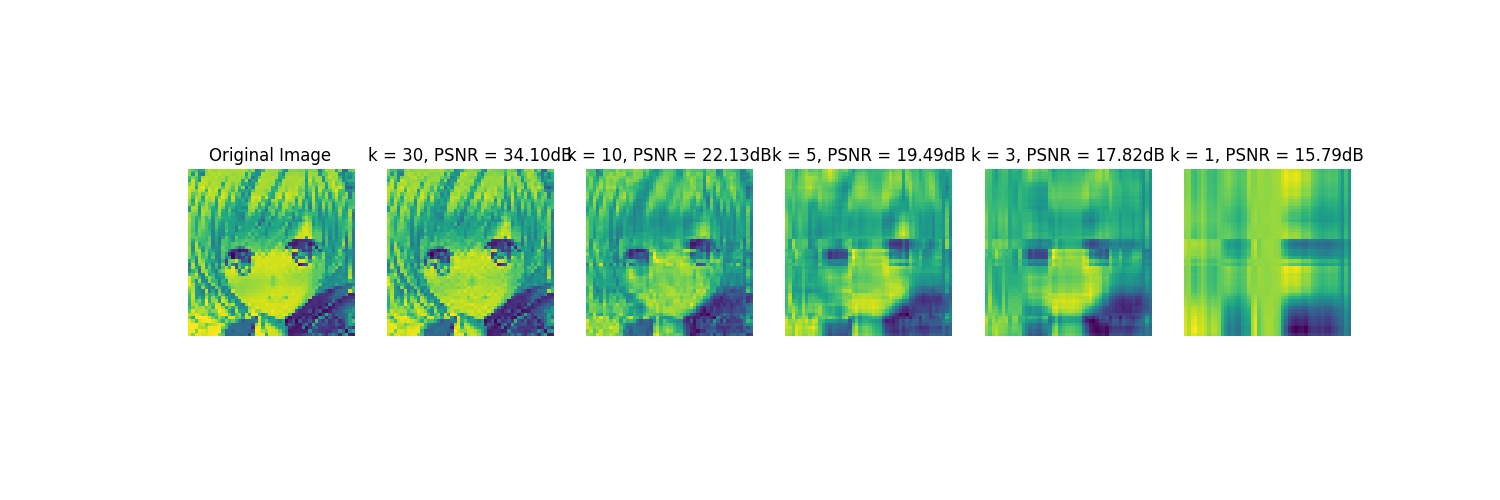 Original Image
k = 30, PSNR = 34.10dB
k = 10, PSNR = 22.13dB
k = 5, PSNR = 19.49dB
k = 3, PSNR = 17.82dB
k = 1, PSNR = 15.79dB